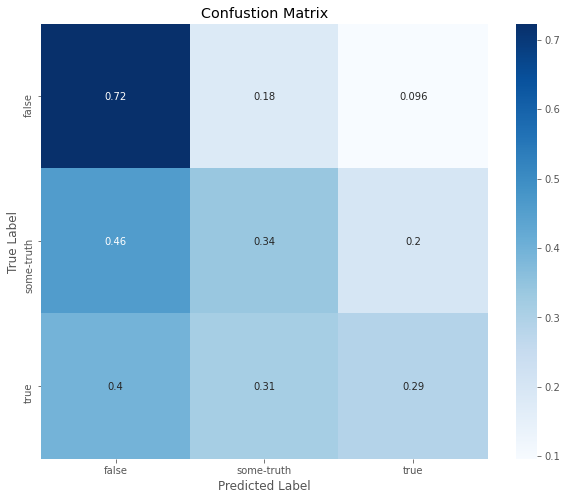 Confustion Matrix
True Label
false
0.72 0.18 0.096
some-truth
0.46 0.34 0.2
true
0.4 0.31 0.29
false some-truth true
Predicted Label
0.7
0.6
0.5
0.4
0.3
0.2
0.1